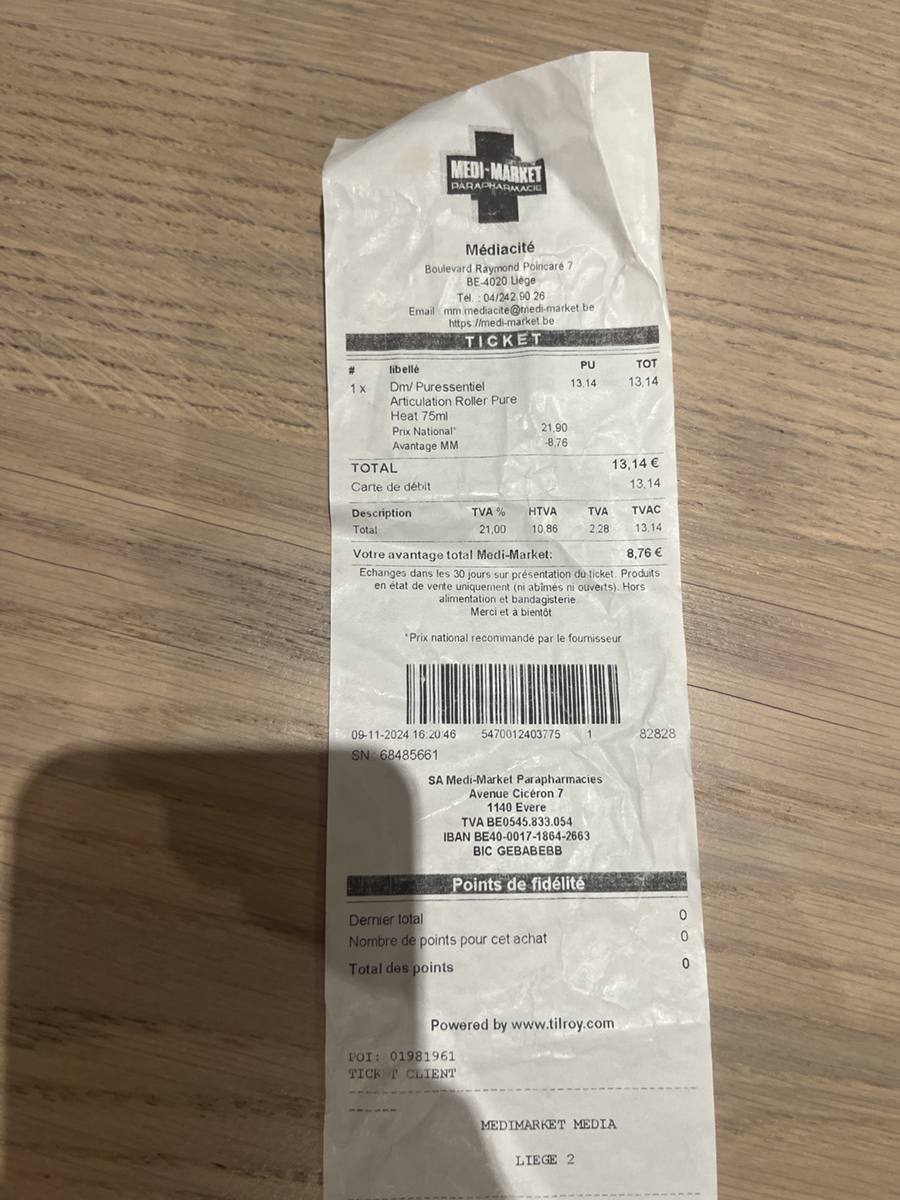 MEDI-MARKET
PARAPHARMACIE
Médiacité
Boulevard Raymond Poincaré 7
BE-4020 Liège
Tél. : 04/242 90 26
Email : mm.mediacite@medi-market.be
https://medi-market.be
TICKET
# libellé PU TOT
1 x Dm/ Puressentiel 13,14 13,14
Articulation Roller Pure
Heat 75ml
Prix National* 21,90
Avantage MM -8,76
TOTAL 13,14 €
Carte de débit 13,14
Description TVA % HTVA TVA TVAC
Total 21,00 10,86 2,28 13,14
Votre avantage total Medi-Market: 8,76 €
Echanges dans les 30 jours sur présentation du ticket. Produits
en état de vente uniquement (ni abîmés ni ouverts). Hors
alimentation et bandagisterie
Merci et à bientôt
*Prix national recommandé par le fournisseur
09-11-2024 16:20:46 5470012403775 1 82828
SN : 68485661
SA Medi-Market Parapharmacies
Avenue Cicéron 7
1140 Evere
TVA BE0545.833.054
IBAN BE40-0017-1864-2663
BIC GEBABEBB
Points de fidélité
Dernier total 0
Nombre de points pour cet achat 0
Total des points 0
Powered by www.tilroy.com
POI: 01981961
TICK T CLIENT
MEDIMARKET MEDIA
LIEGE 2